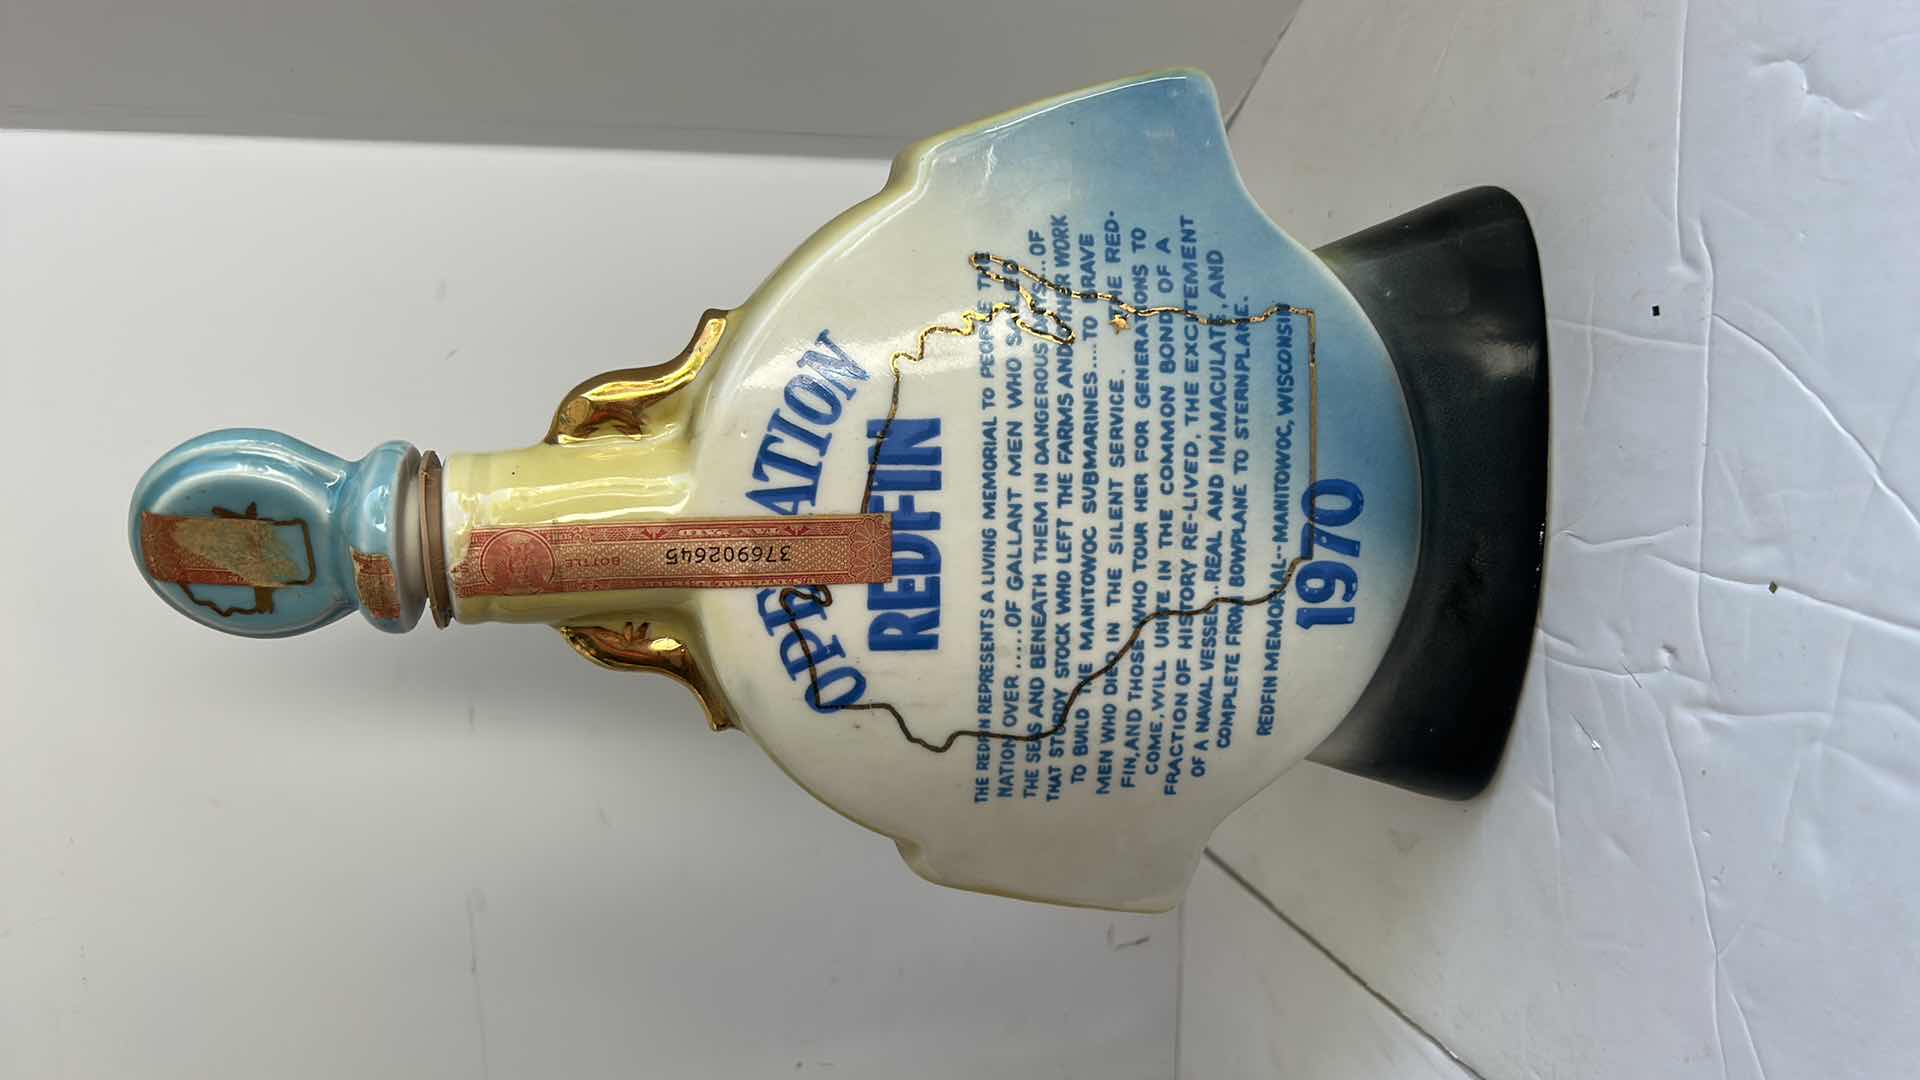 OPERATION
REDFIN
THE REDFIN REPRESENTS A LIVING MEMORIAL TO PEOPLE THE
NATION OVER ..... OF GALLANT MEN WHO SAILED
THE SEAS AND BENEATH THEM IN DANGEROUS DAYS... OF
THAT STURDY STOCK WHO LEFT THE FARMS AND OTHER WORK
TO BUILD THE MANITOWOC SUBMARINES.... TO BRAVE
MEN WHO DIED IN THE SILENT SERVICE. THE RED-
FIN, AND THOSE WHO TOUR HER FOR GENERATIONS TO
COME, WILL UNITE IN THE COMMON BOND OF A
FRACTION OF HISTORY RE-LIVED, THE EXCITEMENT
OF A NAVAL VESSEL... REAL AND IMMACULATE, AND
COMPLETE FROM BOWPLANE TO STERNPLANE.
REDFIN MEMORIAL--MANITOWOC, WISCONSIN
1970
BOTTLE
376902645